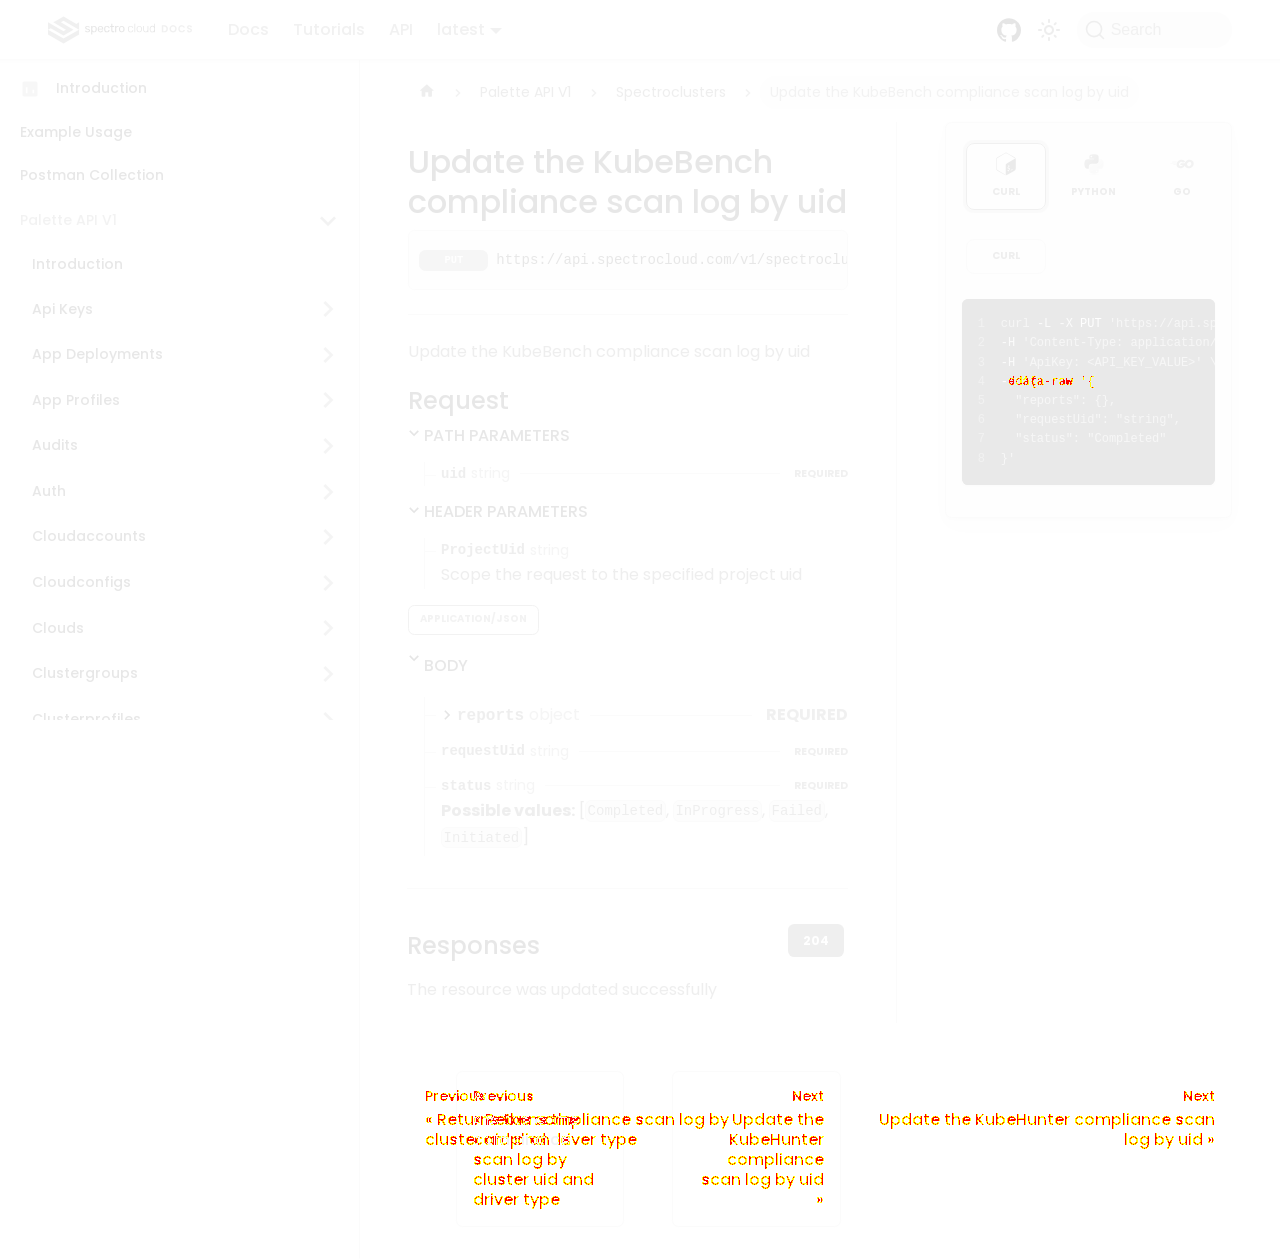 spectro cloud DOCS
Docs
Tutorials
API
latest
Search
Introduction
Example Usage
Postman Collection
Palette API V1
Introduction
Api Keys
App Deployments
App Profiles
Audits
Auth
Cloudaccounts
Cloudconfigs
Clouds
Clustergroups
Clusterprofiles
Palette API V1
Spectroclusters
Update the KubeBench compliance scan log by uid
Update the KubeBench
compliance scan log by uid
PUT https://api.spectrocloud.com/v1/spectroclu
Update the KubeBench compliance scan log by uid
Request
PATH PARAMETERS
uid string REQUIRED
HEADER PARAMETERS
ProjectUid string
Scope the request to the specified project uid
APPLICATION/JSON
BODY
reports object REQUIRED
requestUid string REQUIRED
status string REQUIRED
Possible values: [Completed, InProgress, Failed,
Initiated]
Responses
204
The resource was updated successfully
CURL
PYTHON
GO
CURL
1 curl -L -X PUT 'https://api.sp
2 -H 'Content-Type: application/
3 -H 'ApiKey: <API_KEY_VALUE>' \
4 data-raw '{
5 "reports": {},
6 "requestUid": "string",
7 "status": "Completed"
8 }'
Previous
Previous
compliance scan log by
driver type
scan log by
cluster uid and
driver type
Next
Update the
KubeHunter
compliance
scan log by uid
»
Next
Update the KubeHunter compliance scan
log by uid »